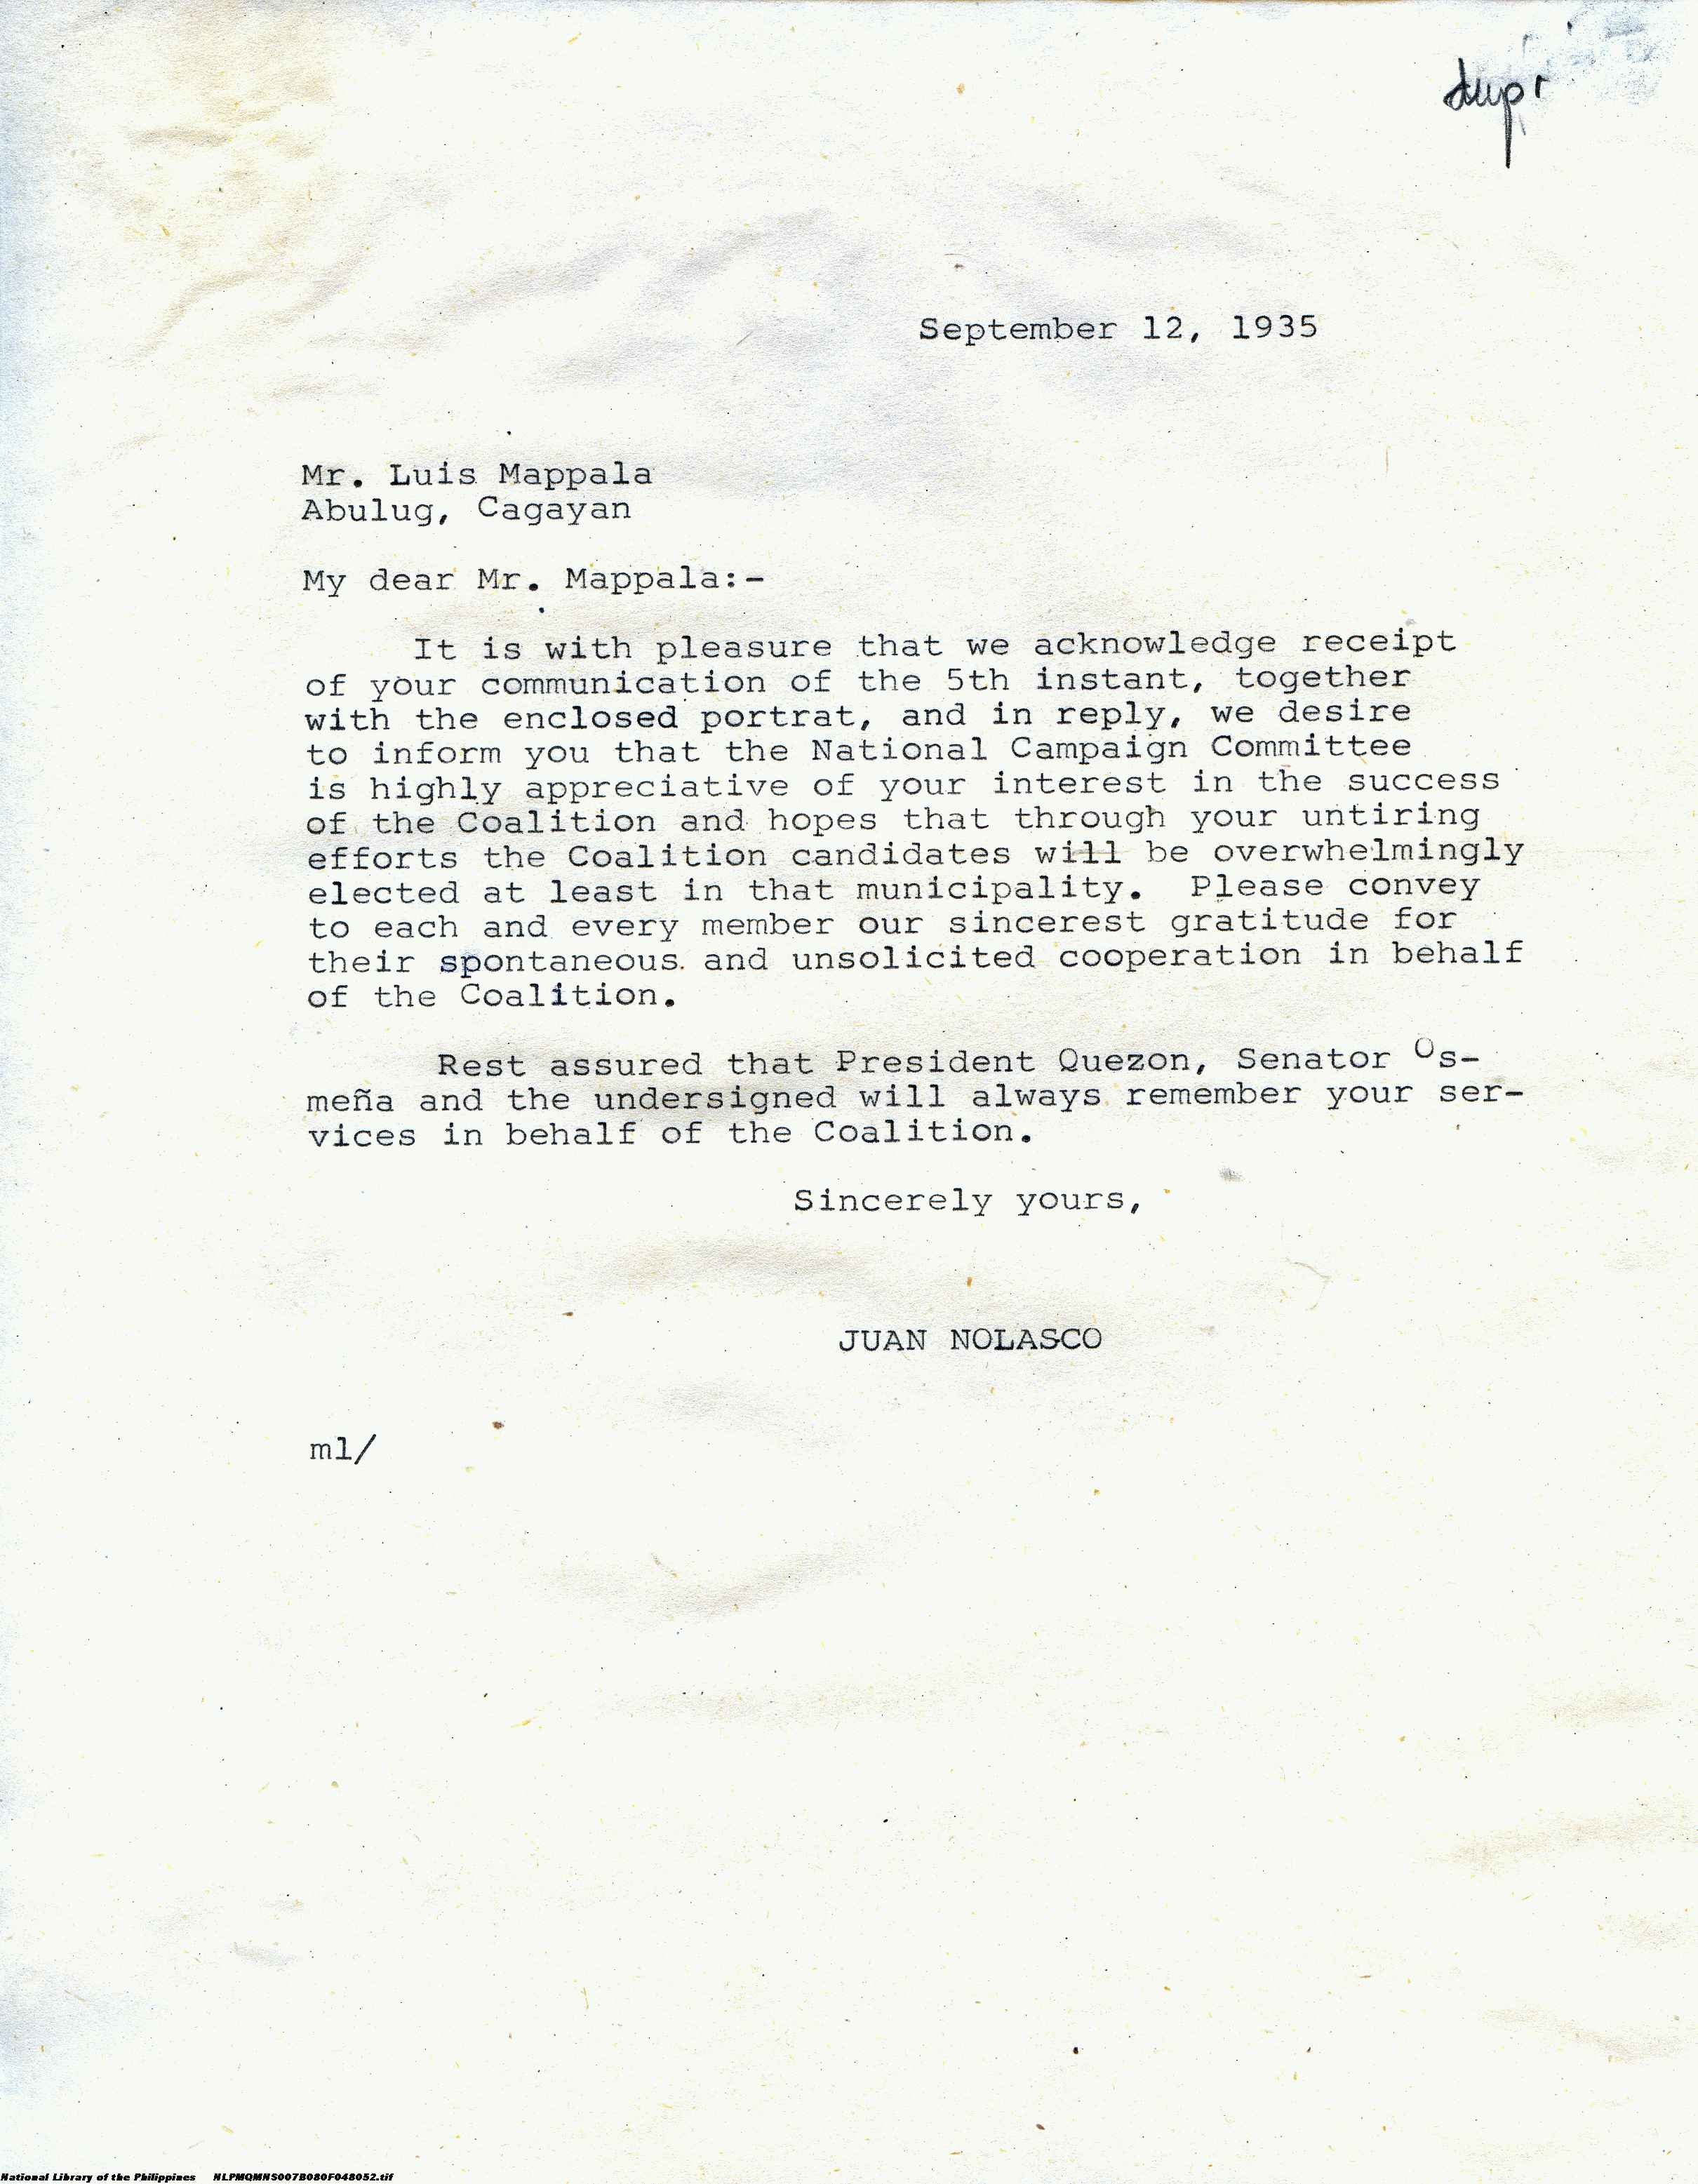 September 12, 1935
Mr. Luis Mappala
Abulug, Cagayan
My dear Mr. Mappala:-
It is with pleasure that we acknowledge receipt
of your communication of the 5th instant, together
with the enclosed portrat, and in reply, we desire
to inform you that the National Campaign Committee
is highly appreciative of your interest in the success
of the Coalition and hopes that through your untiring
efforts the Coalition candidates will be overwhelmingly
elected at least in that municipality. Please convey
to each and every member our sincerest gratitude for
their spontaneous and unsolicited cooperation in behalf
of the Coalition.
Rest assured that President Quezon, Senator Os-
meña and the undersigned will always remember your ser-
vices in behalf of the Coalition.
Sincerely yours,
JUAN NOLASCO
ml/
National Library of the Philippines NLPMQMNS007B080F048052.tif